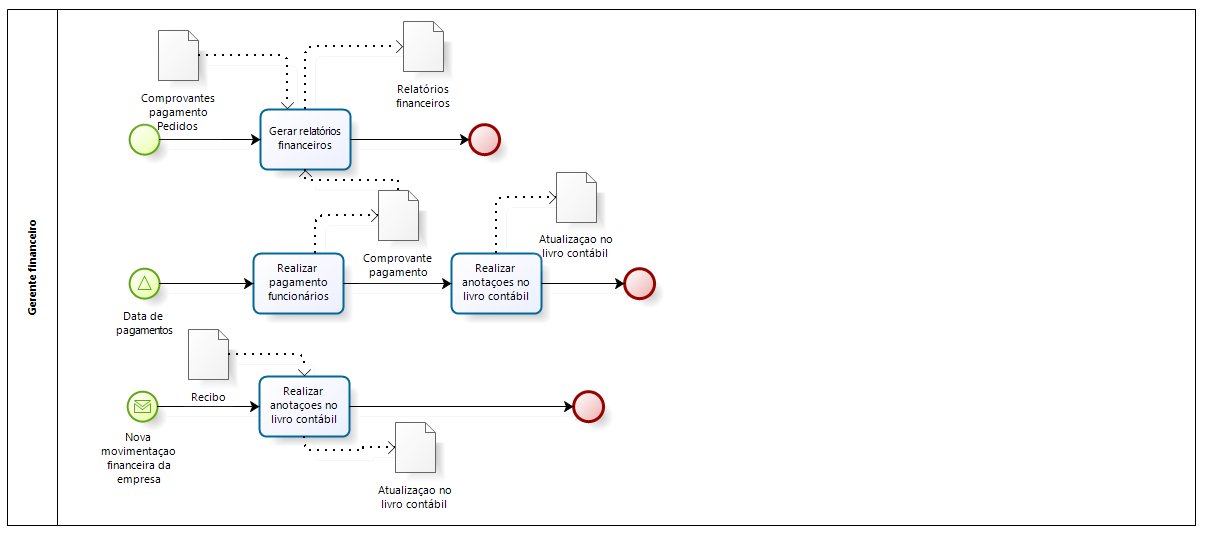 Gerente financeiro
Comprovantes
pagamento
Pedidos
Relatórios
financeiros
Gerar relatórios
financeiros
Comprovante
pagamento
Atualizaçao no
livro contábil
Realizar
pagamento
funcionários
Realizar
anotaçoes no
livro contábil
Data de
pagamentos
Recibo
Realizar
anotaçoes no
livro contábil
Nova
movimentaçao
financeira da
empresa
Atualizaçao no
livro contábil